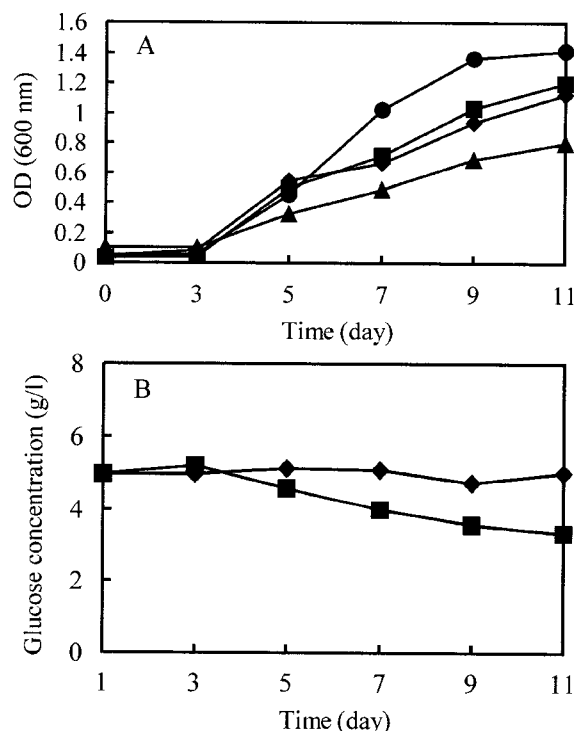 A
1.6
1.4
1.2
1
0.8
0.6
0.4
0.2
0
OD (600 nm)
0 3 5 7 9 11
Time (day)
B
8
6
4
2
0
Glucose concentration (g/l)
1 3 5 7 9 11
Time (day)